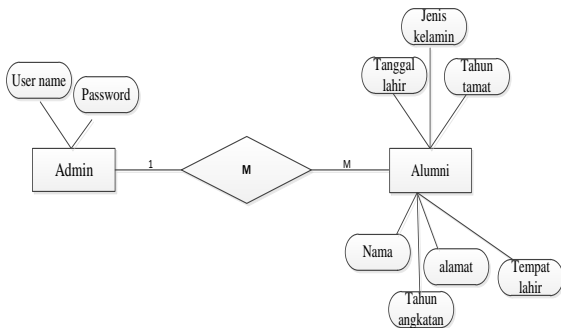 Jenis
kelamin
User name
Password
Tanggal
lahir
Tahun
tamat
Admin
1
M
M
Alumni
Nama
alamat
Tempat
lahir
Tahun
angkatan